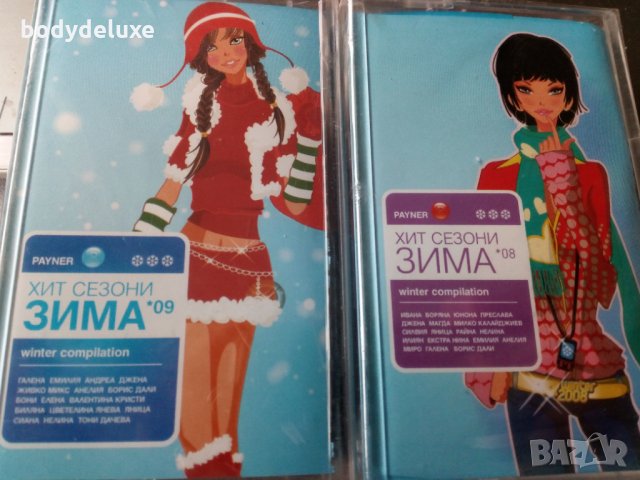 bodydeluxe
PAYNER
ХИТ СЕЗОНИ
ЗИМА *09
winter compilation
ГАЛЕНА ЕМИЛИЯ АНДРЕА ДЖЕНА
ЖИВКО МИКС АНЕЛИЯ БОРИС ДАЛИ
БОНИ ЕЛЕНА ВАЛЕНТИНА КРИСТИ
БИЛЯНА ЦВЕТЕЛИНА ЯНЕВА ЯНИЦА
СИАНА НЕЛИНА ТОНИ ДАЧЕВА
PAYNER
ХИТ СЕЗОНИ
ЗИМА *08
winter compilation
ИВАНА БОРЯНА ЮНОНА ПРЕСЛАВА
ДЖЕНА МАГДА МИЛКО КАЛАЙДЖИЕВ
СИЛВИЯ ЯНИЦА РАЙНА НЕЛИНА
ИЛИЯН ЕКСТРА НИНА ЕМИЛИЯ АНЕЛИЯ
МИРО ГАЛЕНА БОРИС ДАЛИ
2008
BAZAR
bg